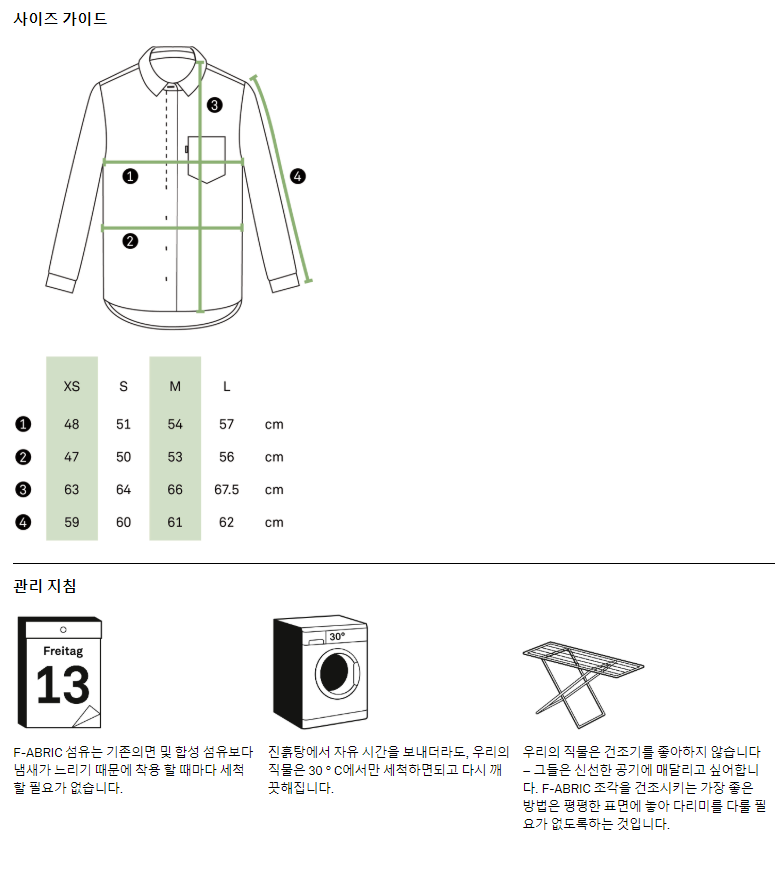 사이즈 가이드
❸
❶
❹
❷
XS S M L
❶ 48 51 54 57 cm
❷ 47 50 53 56 cm
❸ 63 64 66 67.5 cm
❹ 59 60 61 62 cm
관리 지침
Freitag
13
30°
F-ABRIC 섬유는 기존의면 및 합성 섬유보다
냄새가 느리기 때문에 착용 할 때마다 세척
할 필요가 없습니다.
진흙탕에서 자유 시간을 보내더라도, 우리의
직물은 30 ° C에서만 세척하면되고 다시 깨
끗해집니다.
우리의 직물은 건조기를 좋아하지 않습니다
– 그들은 신선한 공기에 매달리고 싶어합니
다. F-ABRIC 조각을 건조시키는 가장 좋은
방법은 평평한 표면에 놓아 다리미를 다룰 필
요가 없도록하는 것입니다.